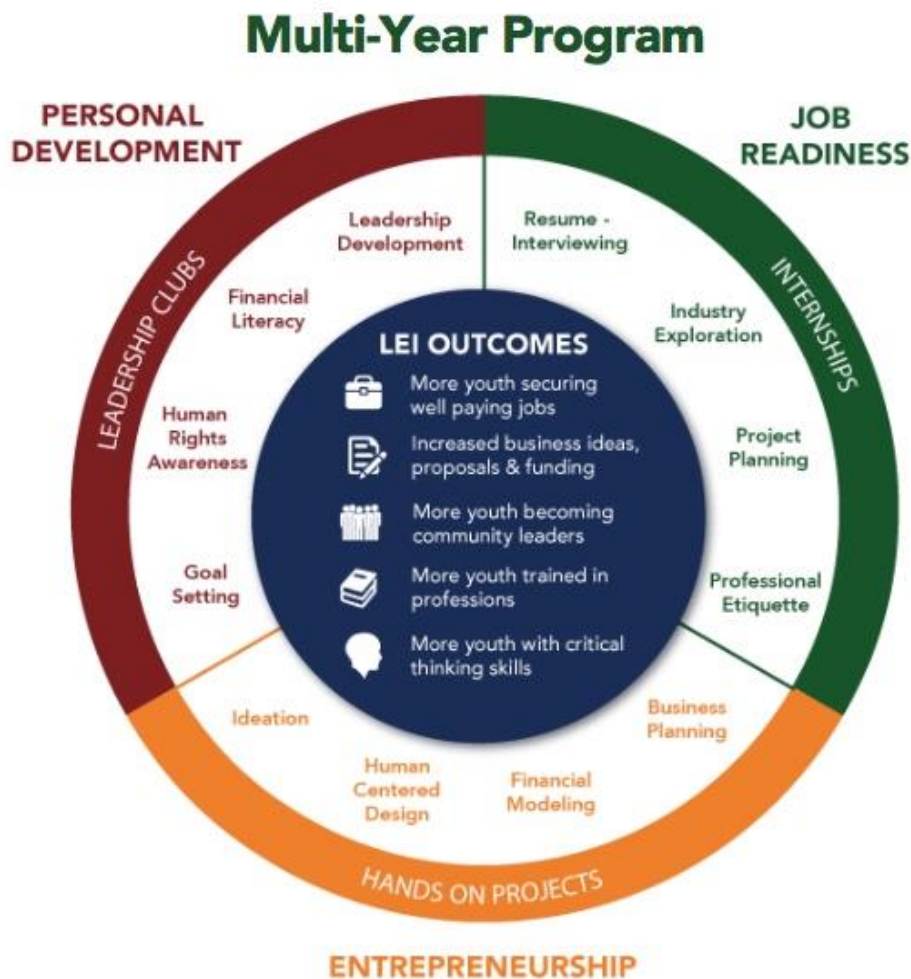 Multi-Year Program
PERSONAL
DEVELOPMENT
JOB
READINESS
LEADERSHIP CLUBS
INTERNSHIPS
Leadership
Development
Financial
Literacy
Human
Rights
Awareness
Goal
Setting
Resume -
Interviewing
Industry
Exploration
Project
Planning
Professional
Etiquette
LEI OUTCOMES
More youth securing
well paying jobs
Increased business ideas,
proposals & funding
More youth becoming
community leaders
More youth trained in
professions
More youth with critical
thinking skills
Ideation
Human
Centered
Design
Financial
Modeling
Business
Planning
HANDS ON PROJECTS
ENTREPRENEURSHIP